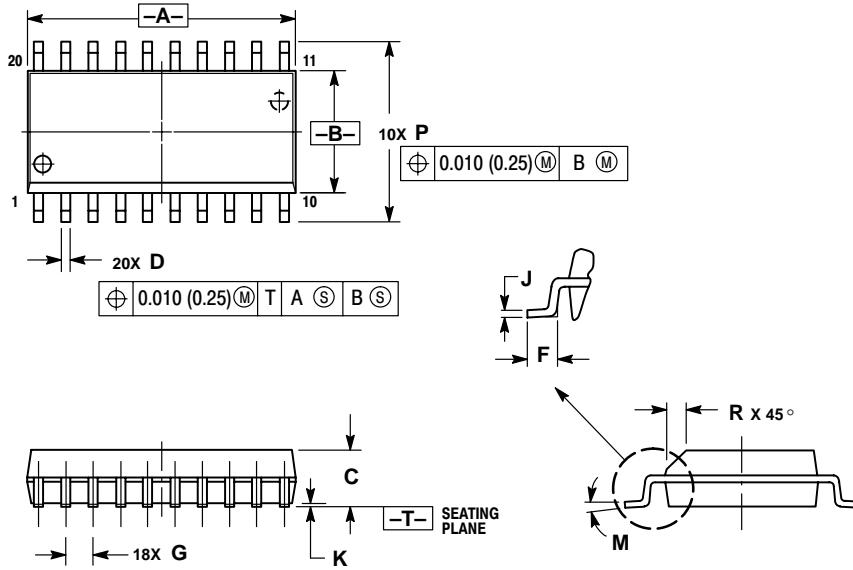 –A–
20
11
–B–
10X P
⌖ 0.010 (0.25) Ⓜ B Ⓜ
1
10
20X D
⌖ 0.010 (0.25) Ⓜ T A Ⓢ B Ⓢ
J
F
R X 45°
C
–T– SEATING PLANE
18X G
K
M